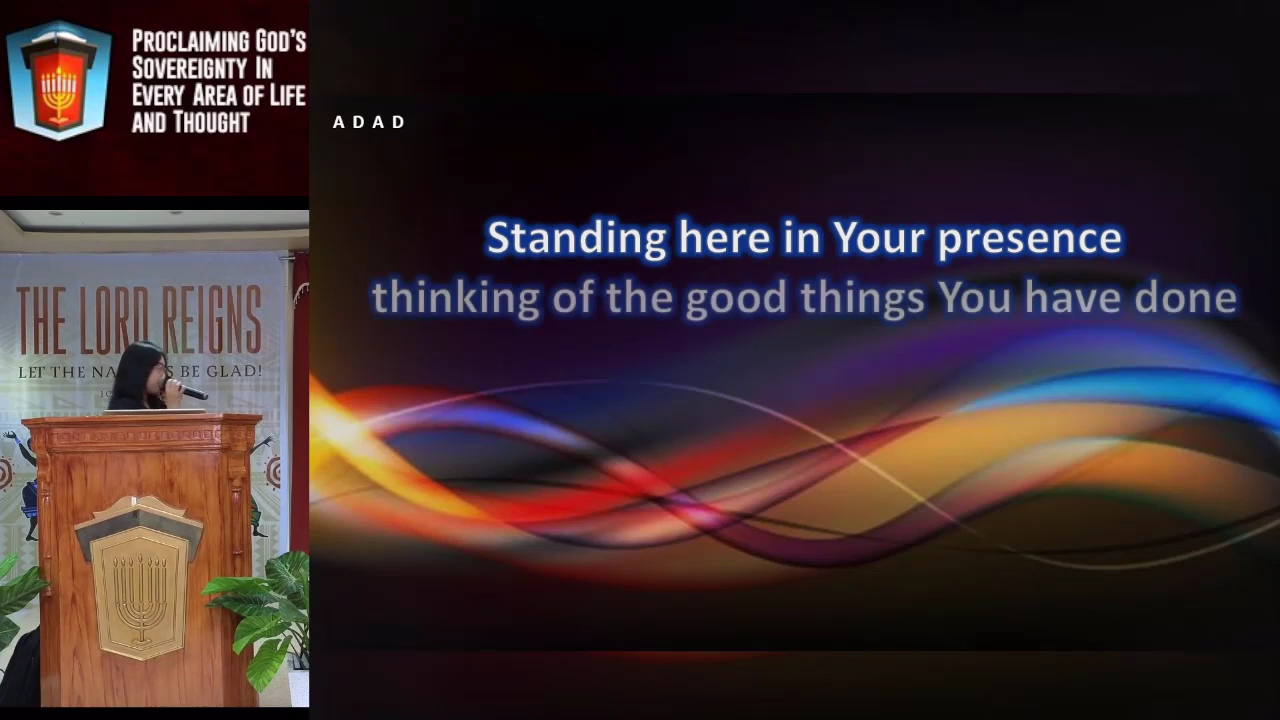 PROCLAIMING GOD'S
SOVEREIGNTY IN
EVERY AREA OF LIFE
AND THOUGHT
ADAD
Standing here in Your presence
thinking of the good things You have done
THE LORD REIGNS
LET THE NA S BE GLAD!